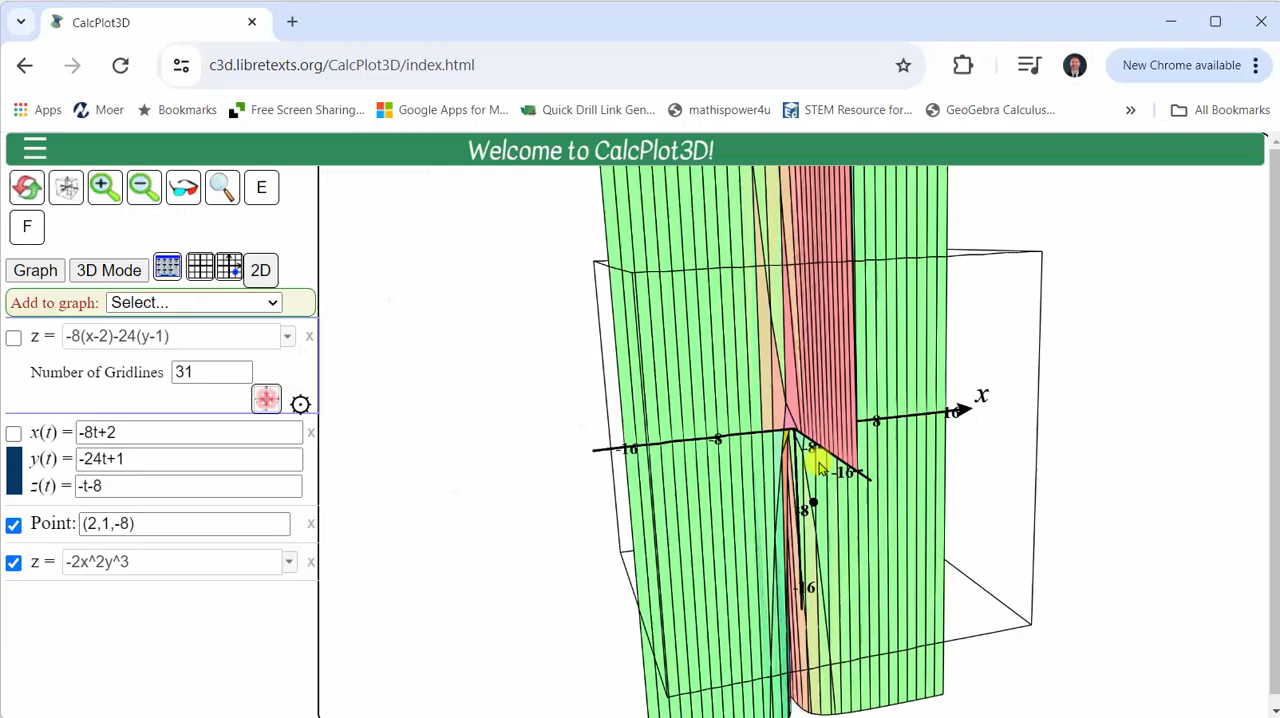 CalcPlot3D
c3d.libretexts.org/CalcPlot3D/index.html
New Chrome available
Apps
Moer
Bookmarks
Free Screen Sharing...
Google Apps for M...
Quick Drill Link Gen...
mathispower4u
STEM Resource for...
GeoGebra Calculus...
All Bookmarks
Welcome to CalcPlot3D!
E
F
Graph 3D Mode 2D
Add to graph: Select...
z = -8(x-2)-24(y-1) x
Number of Gridlines 31
x(t) = -8t+2 x
y(t) = -24t+1
z(t) = -t-8
Point: (2,1,-8) x
z = -2x^2y^3 x
x
-16 -8 8 16
-8
-16
-8
-16